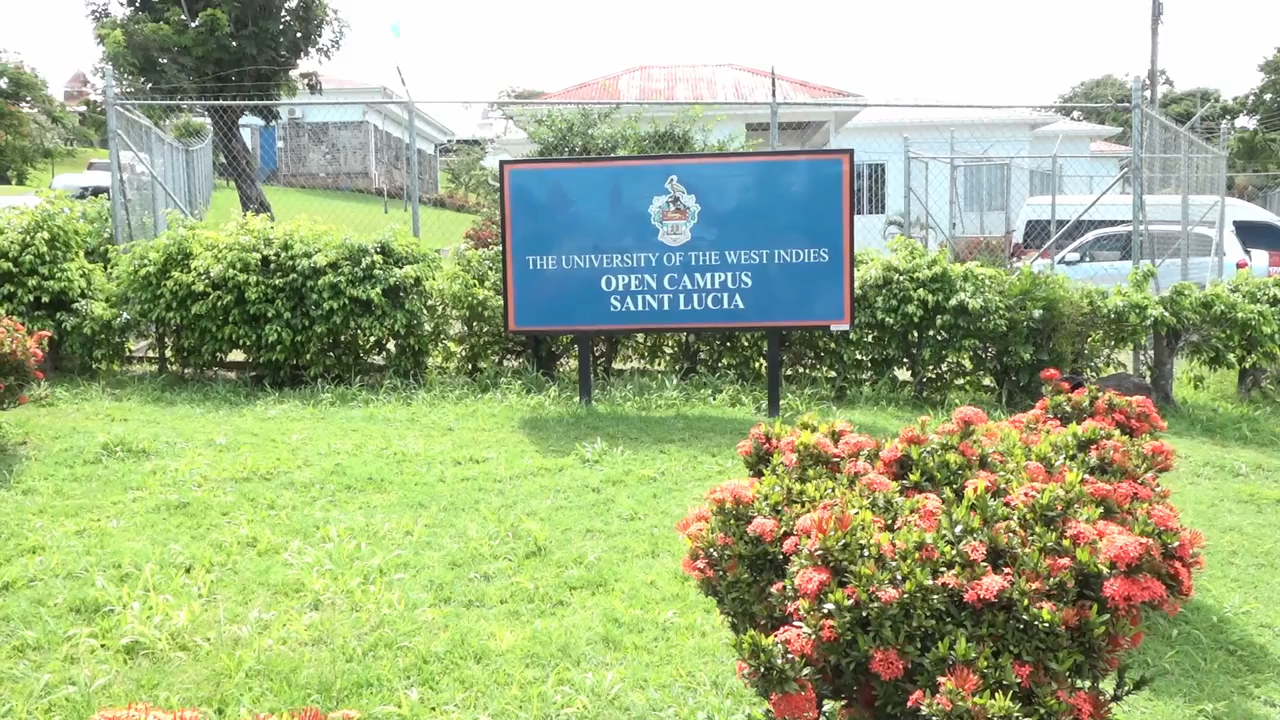 THE UNIVERSITY OF THE WEST INDIES
OPEN CAMPUS
SAINT LUCIA